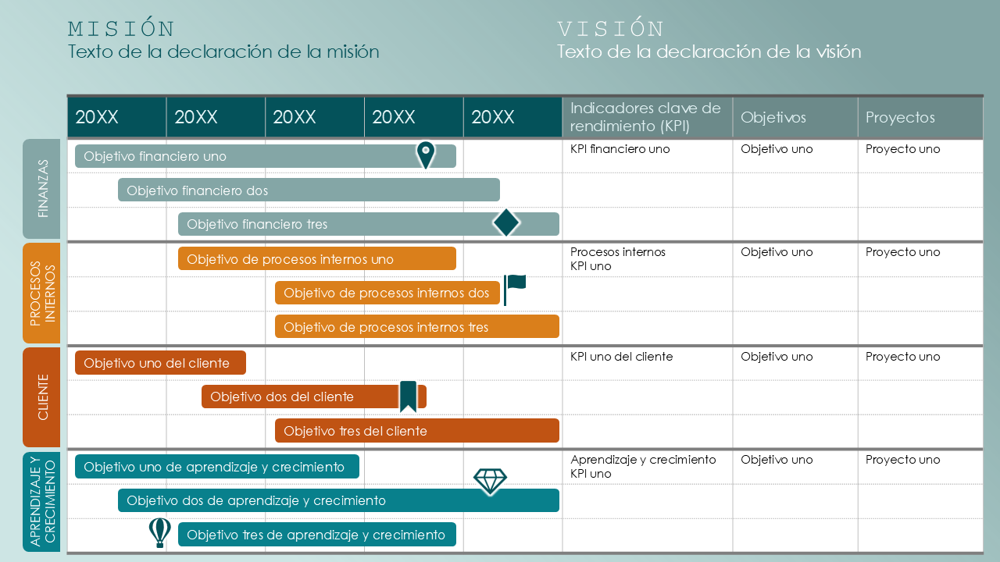 MISIÓN
Texto de la declaración de la misión
VISIÓN
Texto de la declaración de la visión
20XX
20XX
20XX
20XX
20XX
Indicadores clave de
rendimiento (KPI)
Objetivos
Proyectos
FINANZAS
Objetivo financiero uno
KPI financiero uno
Objetivo uno
Proyecto uno
Objetivo financiero dos
Objetivo financiero tres
PROCESOS
INTERNOS
Objetivo de procesos internos uno
Procesos internos
KPI uno
Objetivo uno
Proyecto uno
Objetivo de procesos internos dos
Objetivo de procesos internos tres
CLIENTE
Objetivo uno del cliente
KPI uno del cliente
Objetivo uno
Proyecto uno
Objetivo dos del cliente
Objetivo tres del cliente
APRENDIZAJE Y
CRECIMIENTO
Objetivo uno de aprendizaje y crecimiento
Aprendizaje y crecimiento
KPI uno
Objetivo uno
Proyecto uno
Objetivo dos de aprendizaje y crecimiento
Objetivo tres de aprendizaje y crecimiento